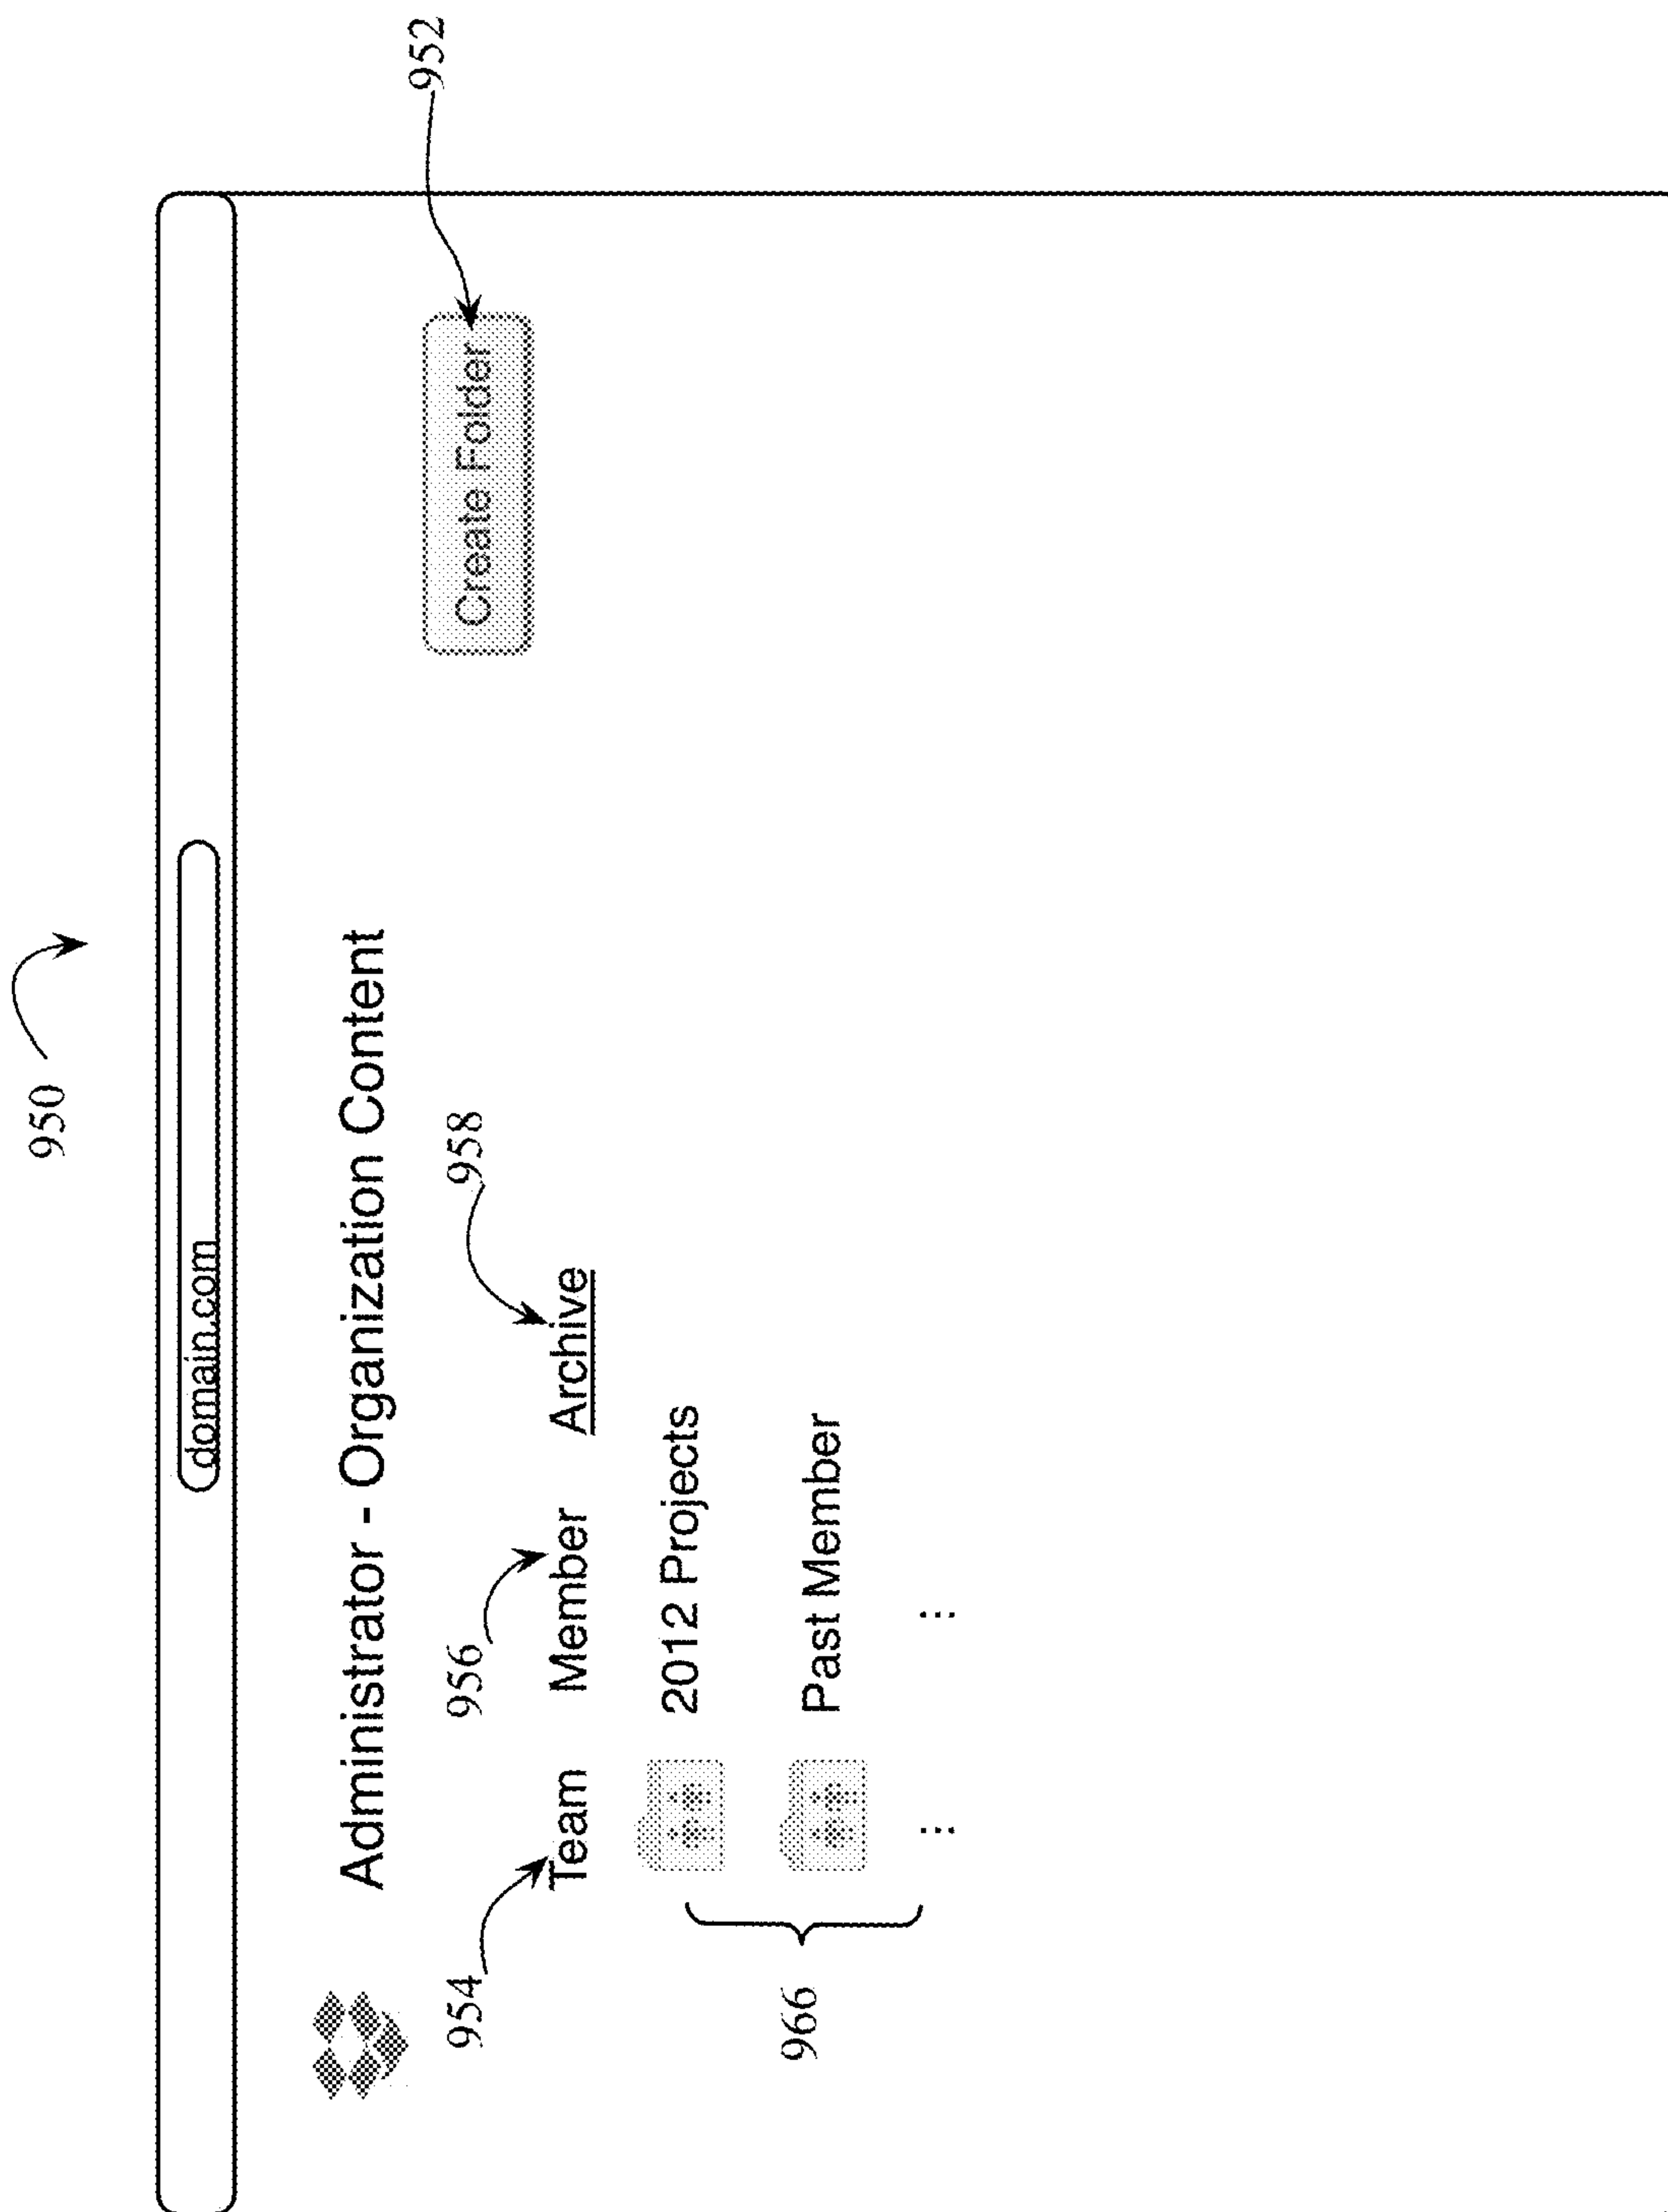 950
952
domain.com
Administrator - Organization Content
Create Folder
954
956
958
Team Member Archive
2012 Projects
Past Member
966